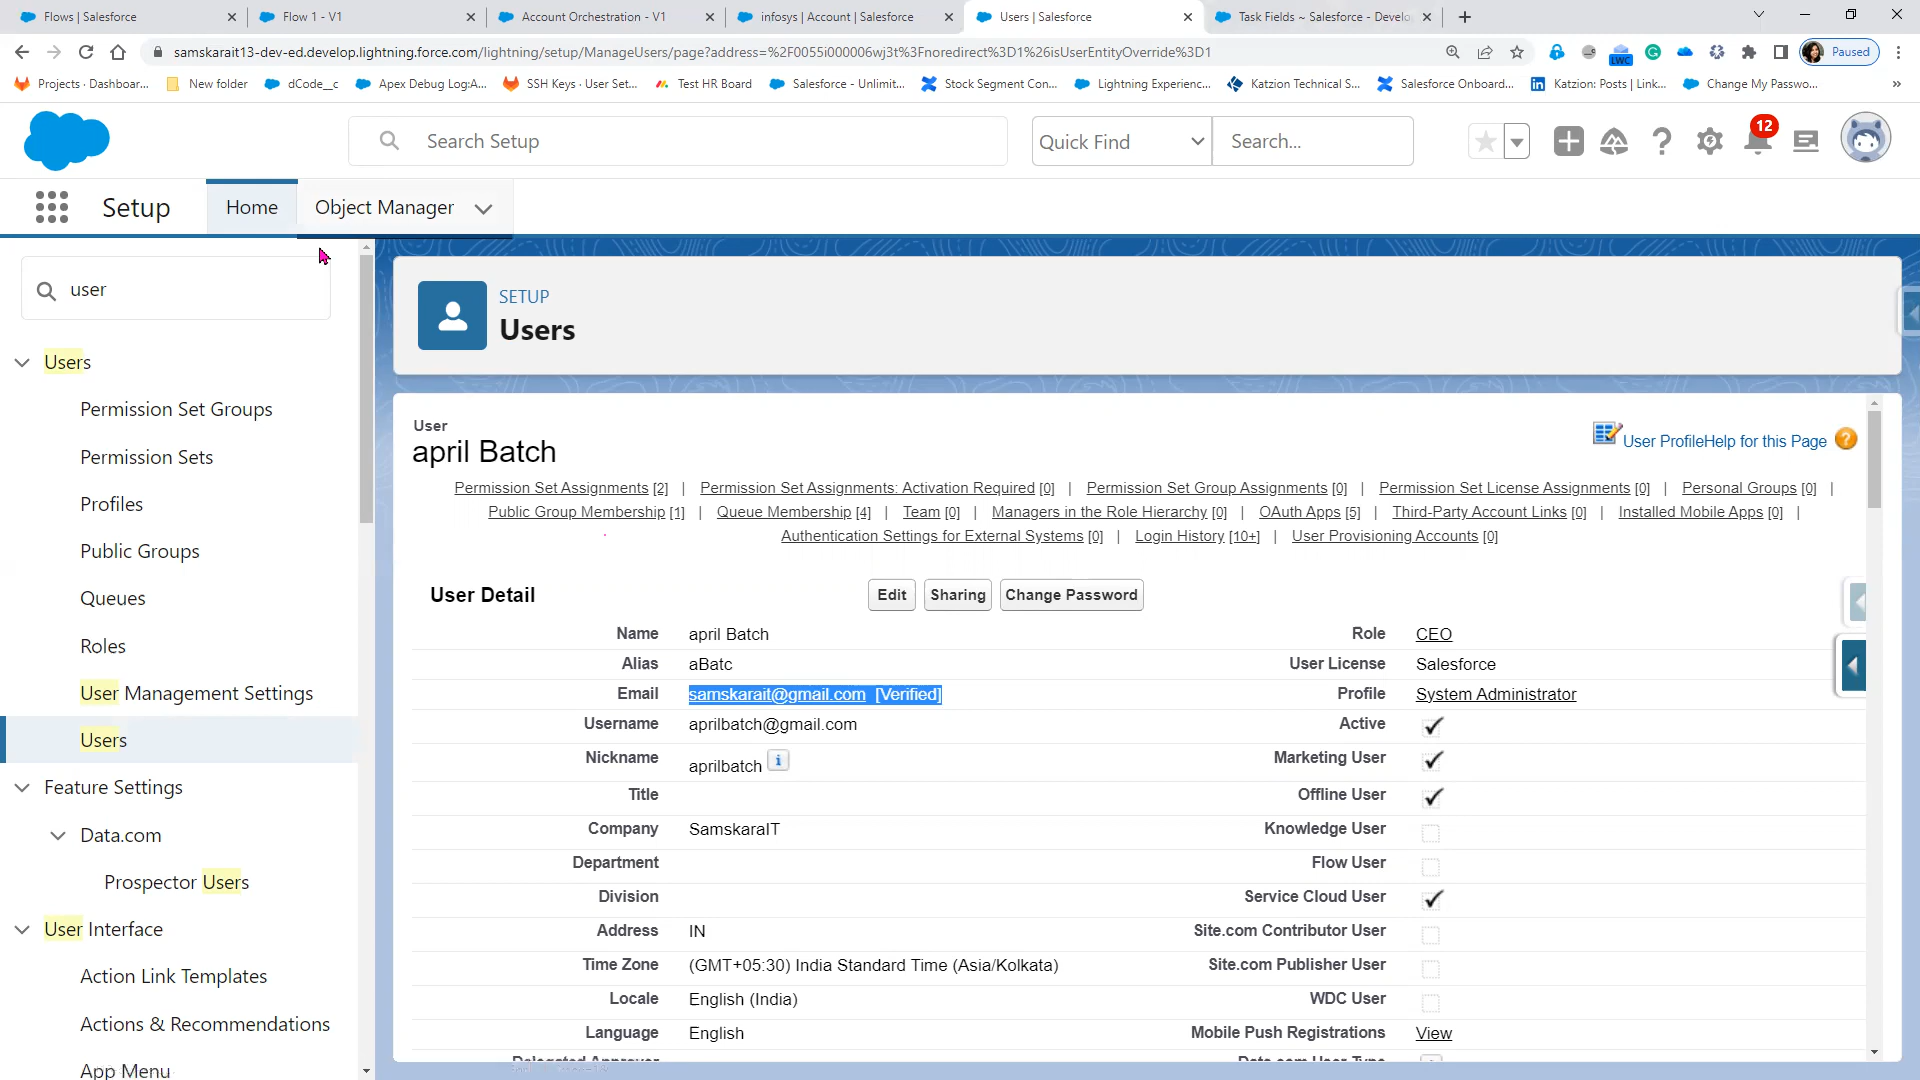 Flows | Salesforce
Flow 1 - V1
Account Orchestration - V1
infosys | Account | Salesforce
Users | Salesforce
Task Fields ~ Salesforce - Develo
samskarait13-dev-ed.develop.lightning.force.com/lightning/setup/ManageUsers/page?address=%2F0055i000006wj3t%3Fnoredirect%3D1%26isUserEntityOverride%3D1
Paused
Projects · Dashboar...
New folder
dCode__c
Apex Debug Log:A...
SSH Keys · User Set...
Test HR Board
Salesforce - Unlimit...
Stock Segment Con...
Lightning Experienc...
Katzion Technical S...
Salesforce Onboard...
Katzion: Posts | Link...
Change My Passwo...
LWC
Search Setup
Quick Find
Search...
12
Setup
Home
Object Manager
user
Users
Permission Set Groups
Permission Sets
Profiles
Public Groups
Queues
Roles
User Management Settings
Users
Feature Settings
Data.com
Prospector Users
User Interface
Action Link Templates
Actions & Recommendations
App Menu
SETUP
Users
User
april Batch
User Profile Help for this Page
Permission Set Assignments [2] | Permission Set Assignments: Activation Required [0] | Permission Set Group Assignments [0] | Permission Set License Assignments [0] | Personal Groups [0] |
Public Group Membership [1] | Queue Membership [4] | Team [0] | Managers in the Role Hierarchy [0] | OAuth Apps [5] | Third-Party Account Links [0] | Installed Mobile Apps [0] |
Authentication Settings for External Systems [0] | Login History [10+] | User Provisioning Accounts [0]
User Detail
Edit
Sharing
Change Password
Name april Batch Role CEO
Alias aBatc User License Salesforce
Email samskarait@gmail.com [Verified] Profile System Administrator
Username aprilbatch@gmail.com Active
Nickname aprilbatch i Marketing User
Title Offline User
Company SamskaraIT Knowledge User
Department Flow User
Division Service Cloud User
Address IN Site.com Contributor User
Time Zone (GMT+05:30) India Standard Time (Asia/Kolkata) Site.com Publisher User
Locale English (India) WDC User
Language English Mobile Push Registrations View
Delegated Approver Data.com User Type